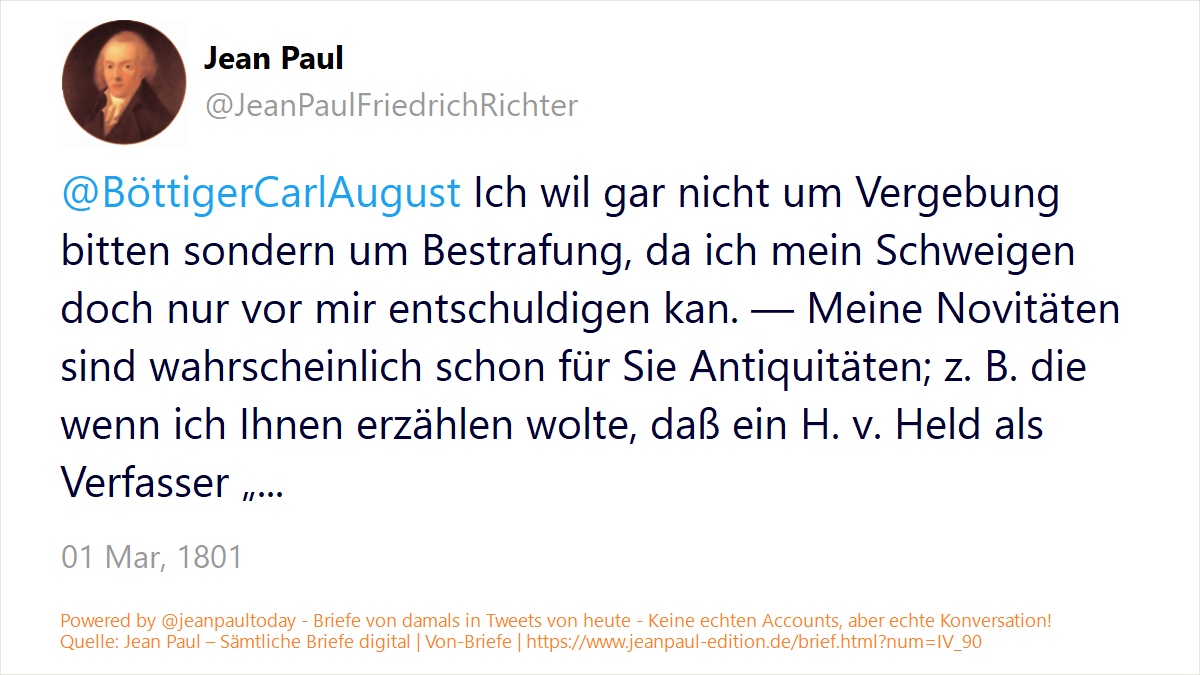 Jean Paul
@JeanPaulFriedrichRichter
@BöttigerCarlAugust Ich wil gar nicht um Vergebung
bitten sondern um Bestrafung, da ich mein Schweigen
doch nur vor mir entschuldigen kan. — Meine Novitäten
sind wahrscheinlich schon für Sie Antiquitäten; z. B. die
wenn ich Ihnen erzählen wolte, daß ein H. v. Held als
Verfasser „...
01 Mar, 1801
Powered by @jeanpaultoday - Briefe von damals in Tweets von heute - Keine echten Accounts, aber echte Konversation!
Quelle: Jean Paul – Sämtliche Briefe digital | Von-Briefe | https://www.jeanpaul-edition.de/brief.html?num=IV_90